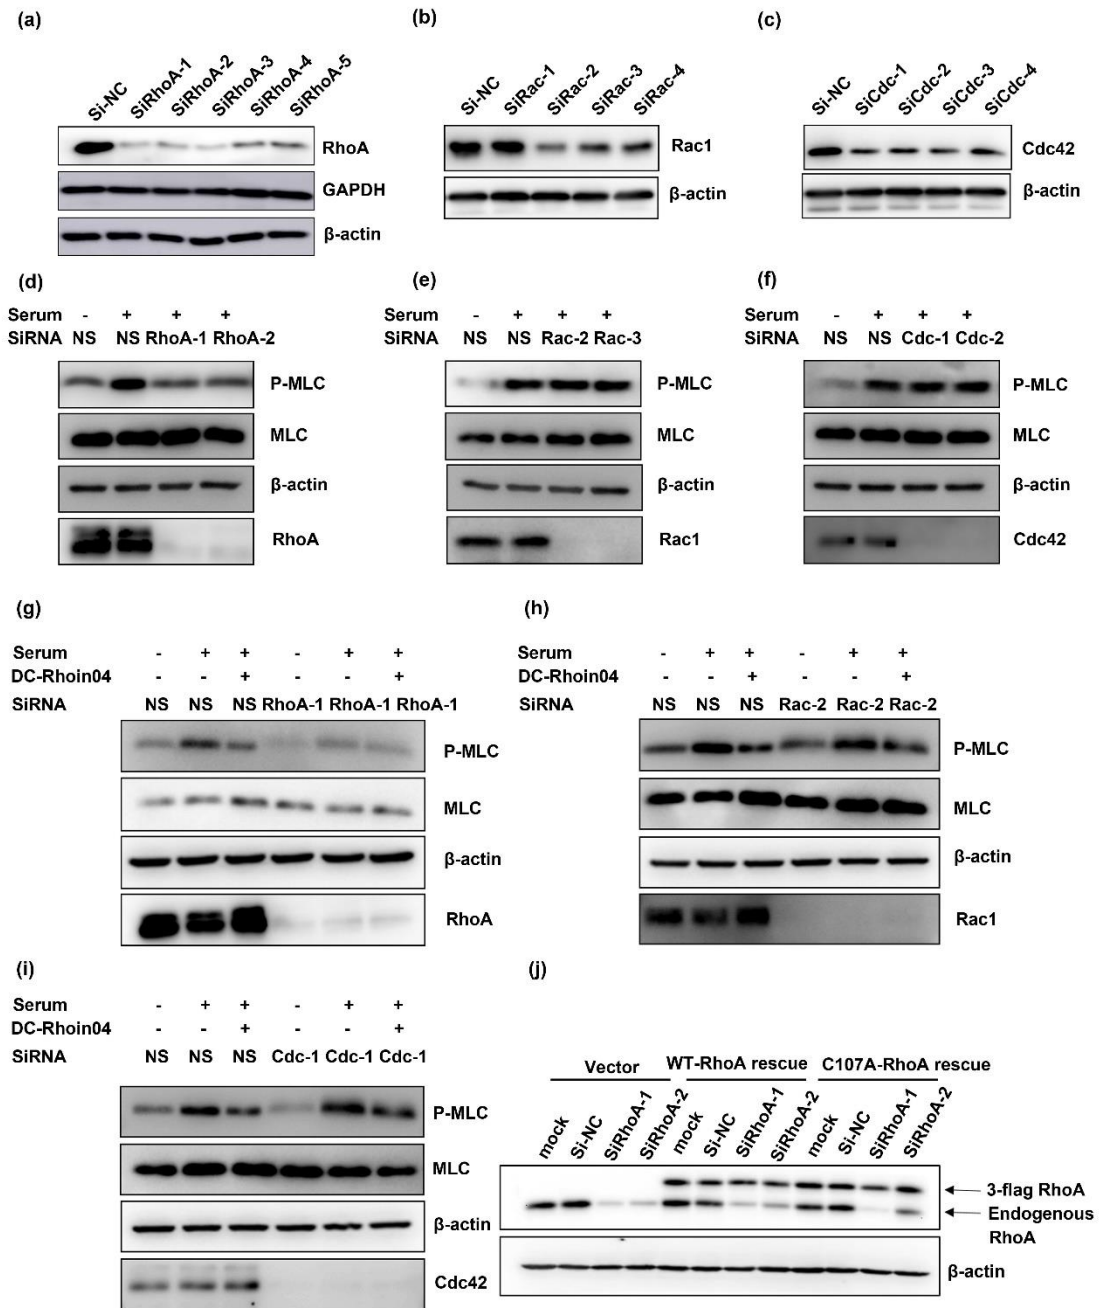 (a)
Si-NC SiRhoA-1 SiRhoA-2 SiRhoA-3 SiRhoA-4 SiRhoA-5
RhoA
GAPDH
β-actin
(b)
Si-NC SiRac-1 SiRac-2 SiRac-3 SiRac-4
Rac1
β-actin
(c)
Si-NC SiCdc-1 SiCdc-2 SiCdc-3 SiCdc-4
Cdc42
β-actin
(d)
Serum - + + +
SiRNA NS NS RhoA-1 RhoA-2
P-MLC
MLC
β-actin
RhoA
(e)
Serum - + + +
SiRNA NS NS Rac-2 Rac-3
P-MLC
MLC
β-actin
Rac1
(f)
Serum - + + +
SiRNA NS NS Cdc-1 Cdc-2
P-MLC
MLC
β-actin
Cdc42
(g)
Serum - + + - + +
DC-Rhoin04 - - + - - +
SiRNA NS NS NS RhoA-1 RhoA-1 RhoA-1
P-MLC
MLC
β-actin
RhoA
(h)
Serum - + + - + +
DC-Rhoin04 - - + - - +
SiRNA NS NS NS Rac-2 Rac-2 Rac-2
P-MLC
MLC
β-actin
Rac1
(i)
Serum - + + - + +
DC-Rhoin04 - - + - - +
SiRNA NS NS NS Cdc-1 Cdc-1 Cdc-1
P-MLC
MLC
β-actin
Cdc42
(j)
Vector WT-RhoA rescue C107A-RhoA rescue
mock Si-NC SiRhoA-1 SiRhoA-2 mock Si-NC SiRhoA-1 SiRhoA-2 mock Si-NC SiRhoA-1 SiRhoA-2
3-flag RhoA
Endogenous
RhoA
β-actin